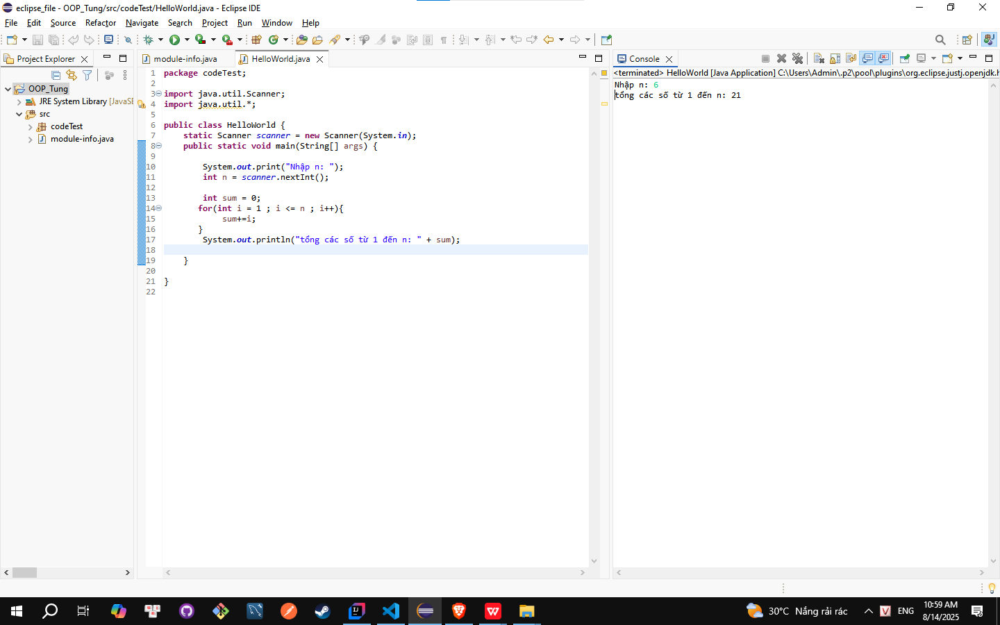 eclipse_file - OOP_Tung/src/codeTest/HelloWorld.java - Eclipse IDE
File Edit Source Refactor Navigate Search Project Run Window Help
Project Explorer
OOP_Tung
JRE System Library [JavaSE
src
codeTest
module-info.java
module-info.java HelloWorld.java
1 package codeTest;
2
3 import java.util.Scanner;
4 import java.util.*;
5
6 public class HelloWorld {
7 static Scanner scanner = new Scanner(System.in);
8 public static void main(String[] args) {
9
10 System.out.print("Nhập n: ");
11 int n = scanner.nextInt();
12
13 int sum = 0;
14 for(int i = 1 ; i <= n ; i++){
15 sum+=i;
16 }
17 System.out.println("tổng các số từ 1 đến n: " + sum);
18
19 }
20
21 }
22
Console
<terminated> HelloWorld [Java Application] C:\Users\Admin\.p2\pool\plugins\org.eclipse.justj.openjdk.h
Nhập n: 6
tổng các số từ 1 đến n: 21
30°C Nắng rải rác
ENG
10:59 AM
8/14/2025